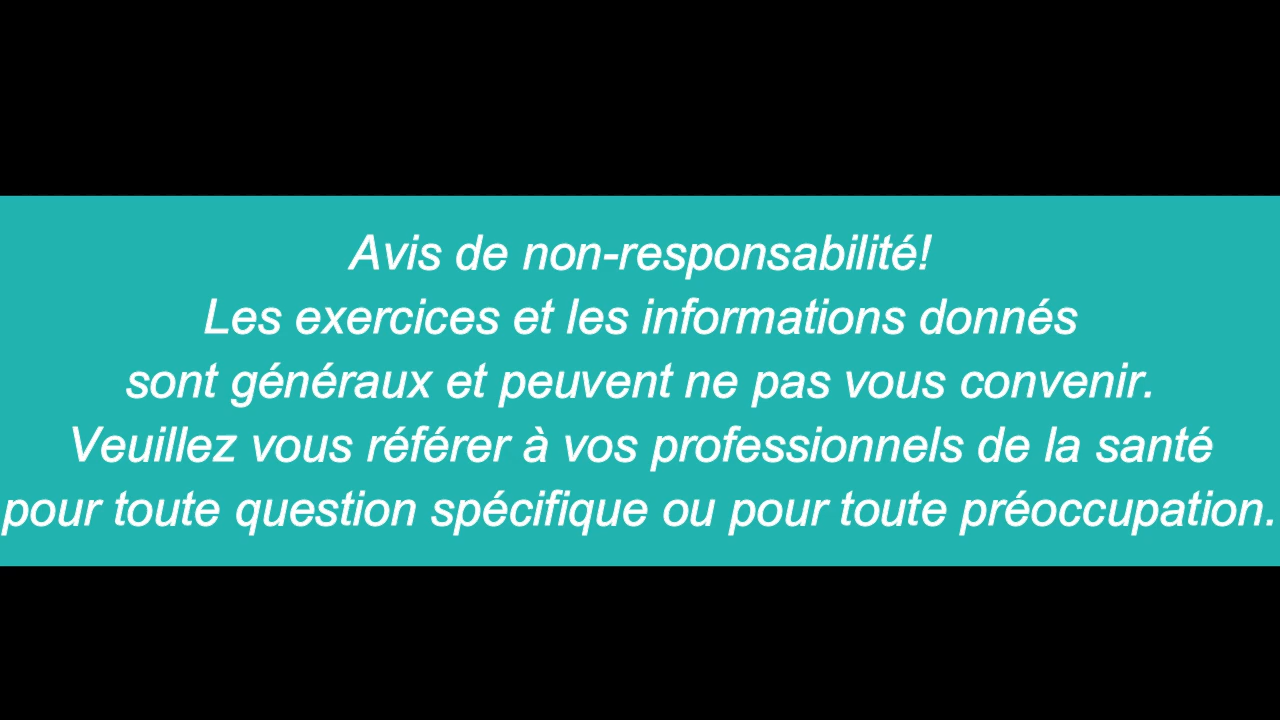 Avis de non-responsabilité!
Les exercices et les informations donnés
sont généraux et peuvent ne pas vous convenir.
Veuillez vous référer à vos professionnels de la santé
pour toute question spécifique ou pour toute préoccupation.